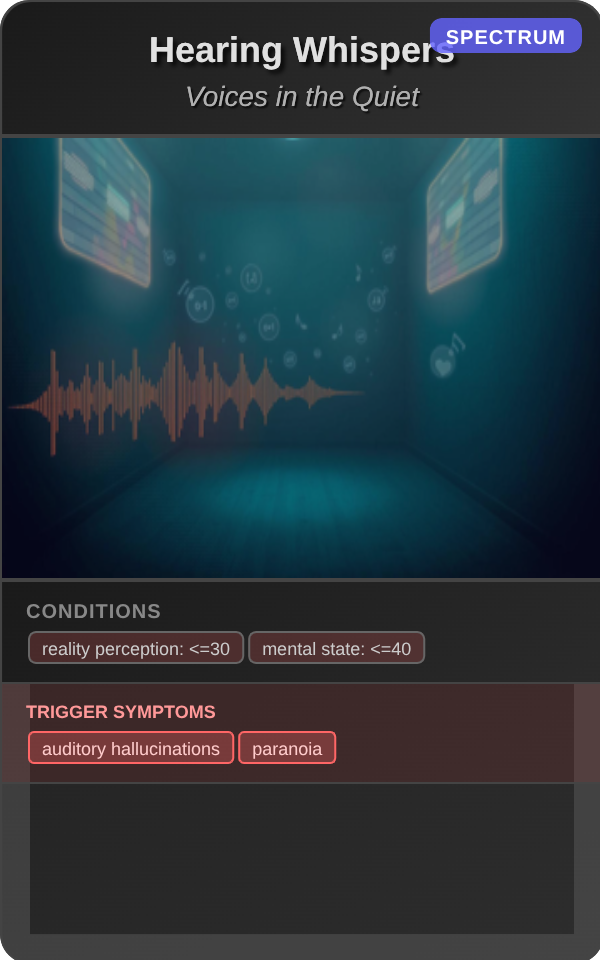 Hearing Whispers
SPECTRUM
Voices in the Quiet
CONDITIONS
reality perception: <=30 mental state: <=40
TRIGGER SYMPTOMS
auditory hallucinations paranoia